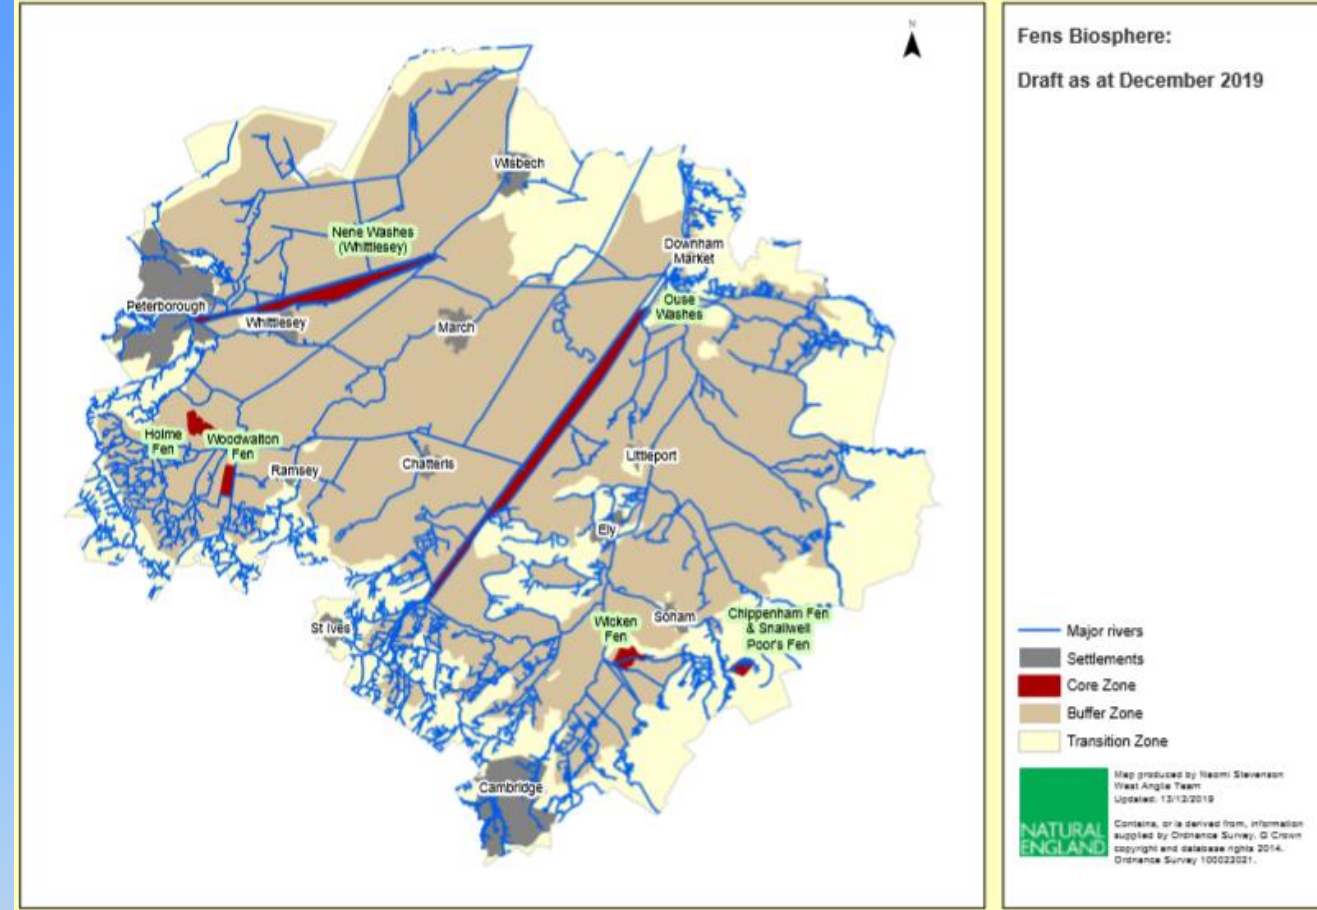 N
Fens Biosphere:
Draft as at December 2019
Wisbech
Nene Washes
(Whittlesey)
Downham
Market
Peterborough
Whittlesey
March
Ouse
Washes
Holme
Fen
Woodwalton
Fen
Ramsey
Chatteris
Littleport
Ely
St Ives
Wicken
Fen
Soham
Chippenham Fen
& Snailwell
Poor's Fen
Cambridge
Major rivers
Settlements
Core Zone
Buffer Zone
Transition Zone
NATURAL
ENGLAND
Map produced by Naomi Stevenson
West Anglia Team
Updated: 13/12/2019
Contains, or is derived from, information
supplied by Ordnance Survey. © Crown
copyright and database rights 2014.
Ordnance Survey 100022021.